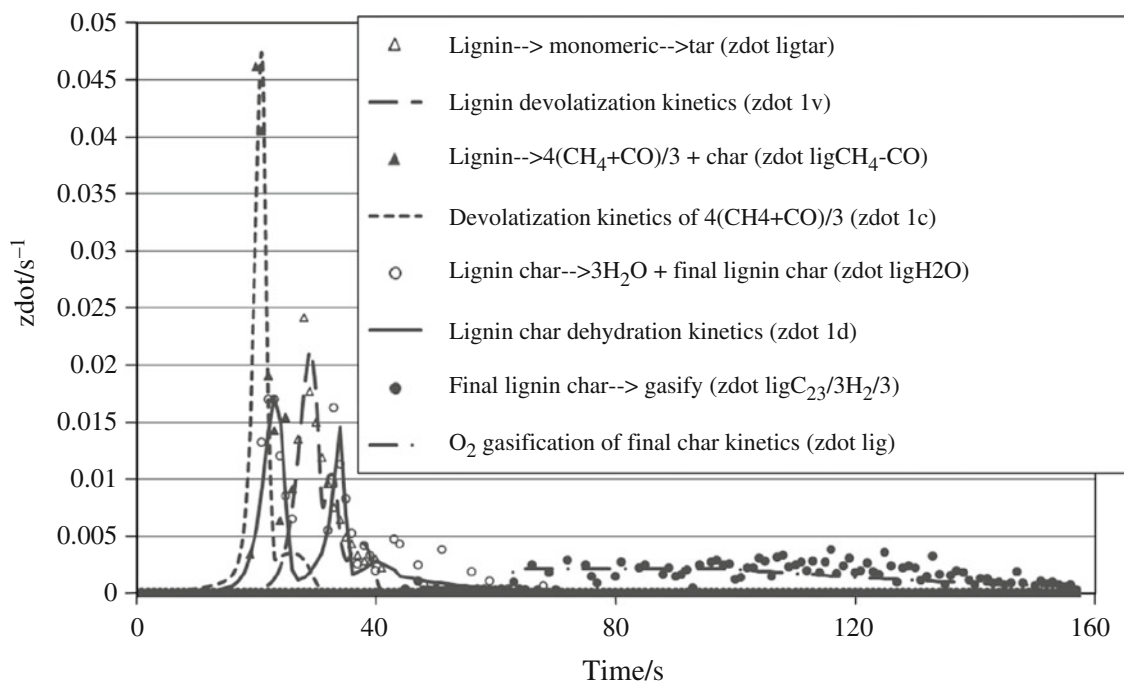 0.05
0.045
0.04
0.035
0.03
0.025
0.02
0.015
0.01
0.005
0
zdot/s⁻¹
Lignin--> monomeric-->tar (zdot ligtar)
Lignin devolatization kinetics (zdot 1v)
Lignin-->4(CH₄+CO)/3 + char (zdot ligCH₄-CO)
Devolatization kinetics of 4(CH4+CO)/3 (zdot 1c)
Lignin char-->3H₂O + final lignin char (zdot ligH2O)
Lignin char dehydration kinetics (zdot 1d)
Final lignin char--> gasify (zdot ligC₂₃/3H₂/3)
O₂ gasification of final char kinetics (zdot lig)
0 40 80 120 160
Time/s